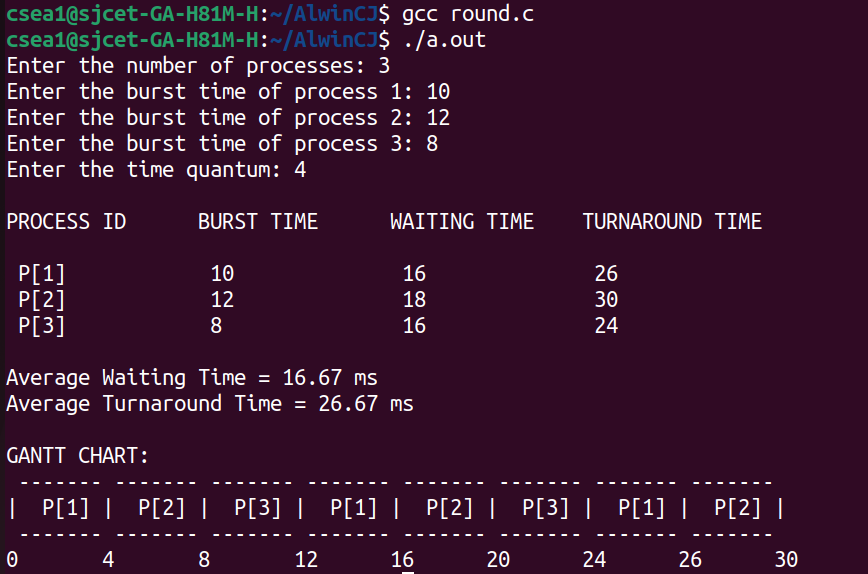 csea1@sjcet-GA-H81M-H:~/AlwinCJ$ gcc round.c
csea1@sjcet-GA-H81M-H:~/AlwinCJ$ ./a.out
Enter the number of processes: 3
Enter the burst time of process 1: 10
Enter the burst time of process 2: 12
Enter the burst time of process 3: 8
Enter the time quantum: 4
PROCESS ID BURST TIME WAITING TIME TURNAROUND TIME
P[1] 10 16 26
P[2] 12 18 30
P[3] 8 16 24
Average Waiting Time = 16.67 ms
Average Turnaround Time = 26.67 ms
GANTT CHART:
------- ------- ------- ------- ------- ------- ------- -------
| P[1] | P[2] | P[3] | P[1] | P[2] | P[3] | P[1] | P[2] |
------- ------- ------- ------- ------- ------- ------- -------
0 4 8 12 16 20 24 26 30